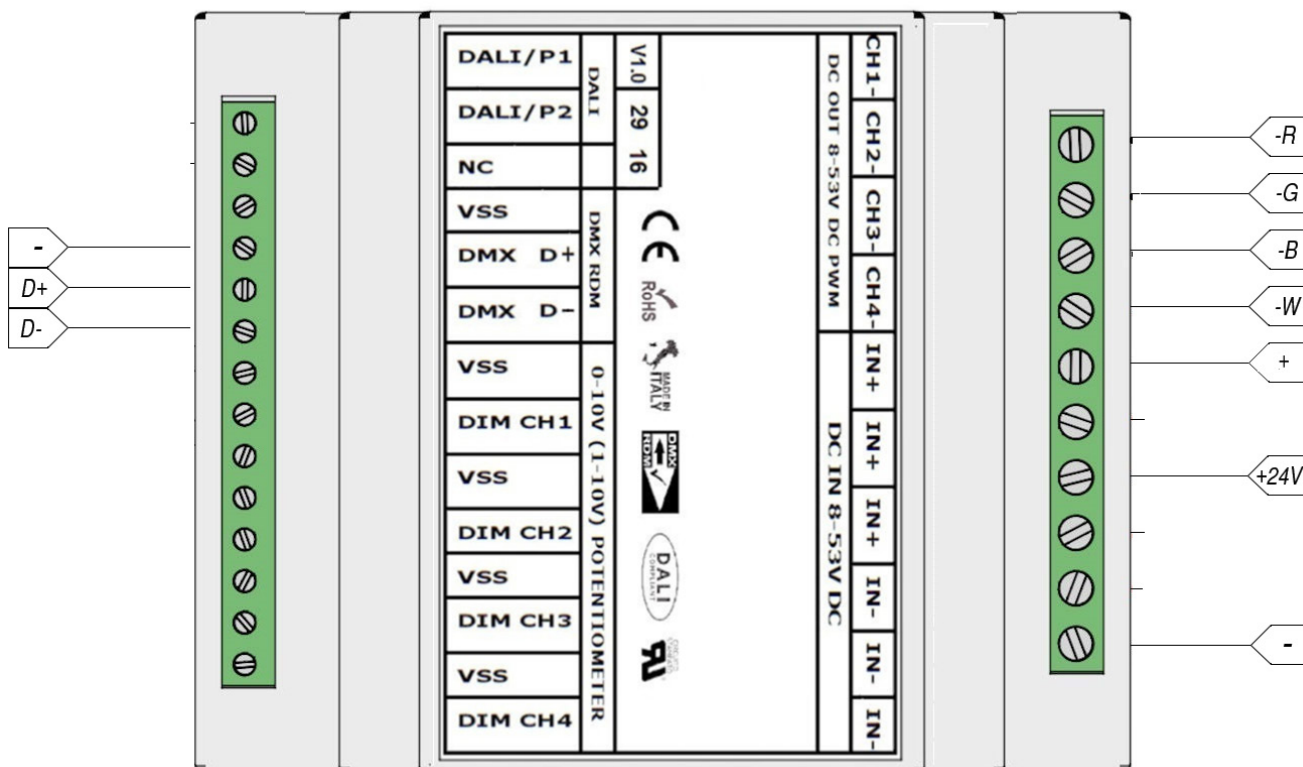 -
D+
D-
DALI/P1
DALI/P2
NC
VSS
DMX D+
DMX D-
VSS
DIM CH1
VSS
DIM CH2
VSS
DIM CH3
VSS
DIM CH4
DALI
DMX RDM
0-10V (1-10V) POTENTIOMETER
V1.0
29 16
CE
RoHS
MADE IN
ITALY
DMX
RDM
DALI
COMPLIANT
DC OUT 8-53V DC PWM
DC IN 8-53V DC
CH1-
CH2-
CH3-
CH4-
IN+
IN+
IN+
IN-
IN-
IN-
-R
-G
-B
-W
+
+24V
-